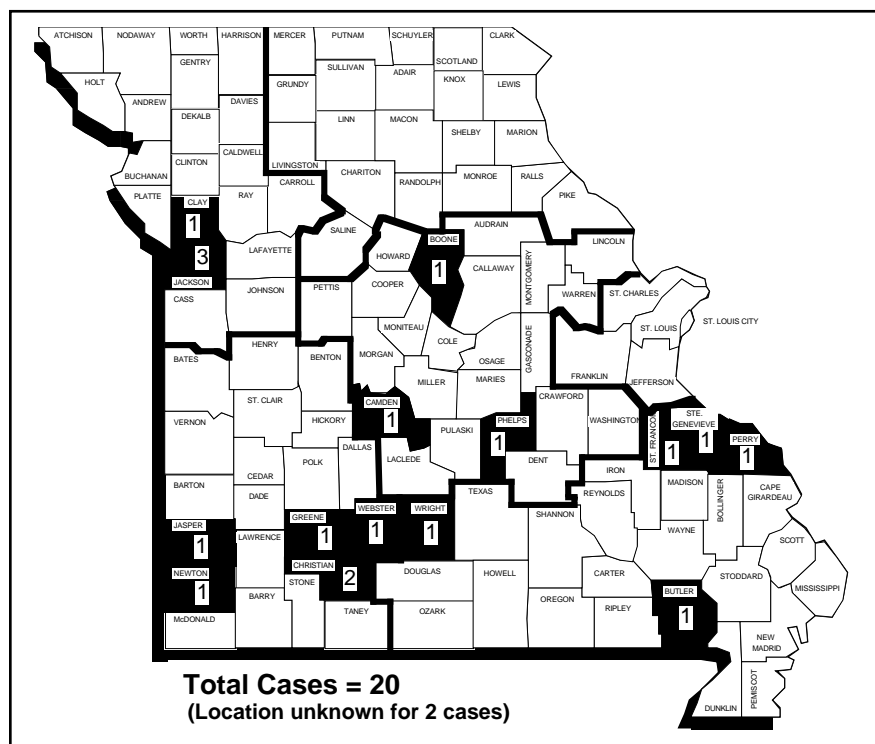 ATCHISON NODAWAY WORTH HARRISON MERCER PUTNAM SCHUYLER CLARK
SCOTLAND
GENTRY SULLIVAN ADAIR
HOLT GRUNDY KNOX LEWIS
ANDREW DAVIES
DEKALB LINN MACON
SHELBY MARION
CALDWELL
CLINTON LIVINGSTON
BUCHANAN CHARITON RANDOLPH MONROE RALLS
PLATTE RAY CARROLL PIKE
CLAY
1
AUDRAIN
SALINE HOWARD BOONE LINCOLN
3
LAFAYETTE 1 CALLAWAY MONTGOMERY
JACKSON JOHNSON PETTIS COOPER WARREN ST. CHARLES
CASS
MONITEAU ST. LOUIS ST. LOUIS CITY
COLE OSAGE GASCONADE
HENRY BENTON MORGAN
BATES MILLER MARIES FRANKLIN JEFFERSON
ST. CLAIR CAMDEN CRAWFORD
1
HICKORY PHELPS WASHINGTON ST. FRANCO STE.
GENEVIEVE
VERNON PULASKI 1 1 1 PERRY
1
DALLAS
CEDAR POLK LACLEDE DENT IRON
BARTON DADE TEXAS REYNOLDS MADISON BOLLINGER CAPE
GIRARDEAU
JASPER GREENE WEBSTER WRIGHT SHANNON
1 LAWRENCE 1 1 1 WAYNE SCOTT
NEWTON CHRISTIAN
1 2 DOUGLAS HOWELL CARTER STODDARD MISSISSIPPI
BARRY STONE BUTLER
McDONALD TANEY OZARK OREGON RIPLEY 1
NEW
MADRID
PEMISCOT
DUNKLIN
Total Cases = 20
(Location unknown for 2 cases)